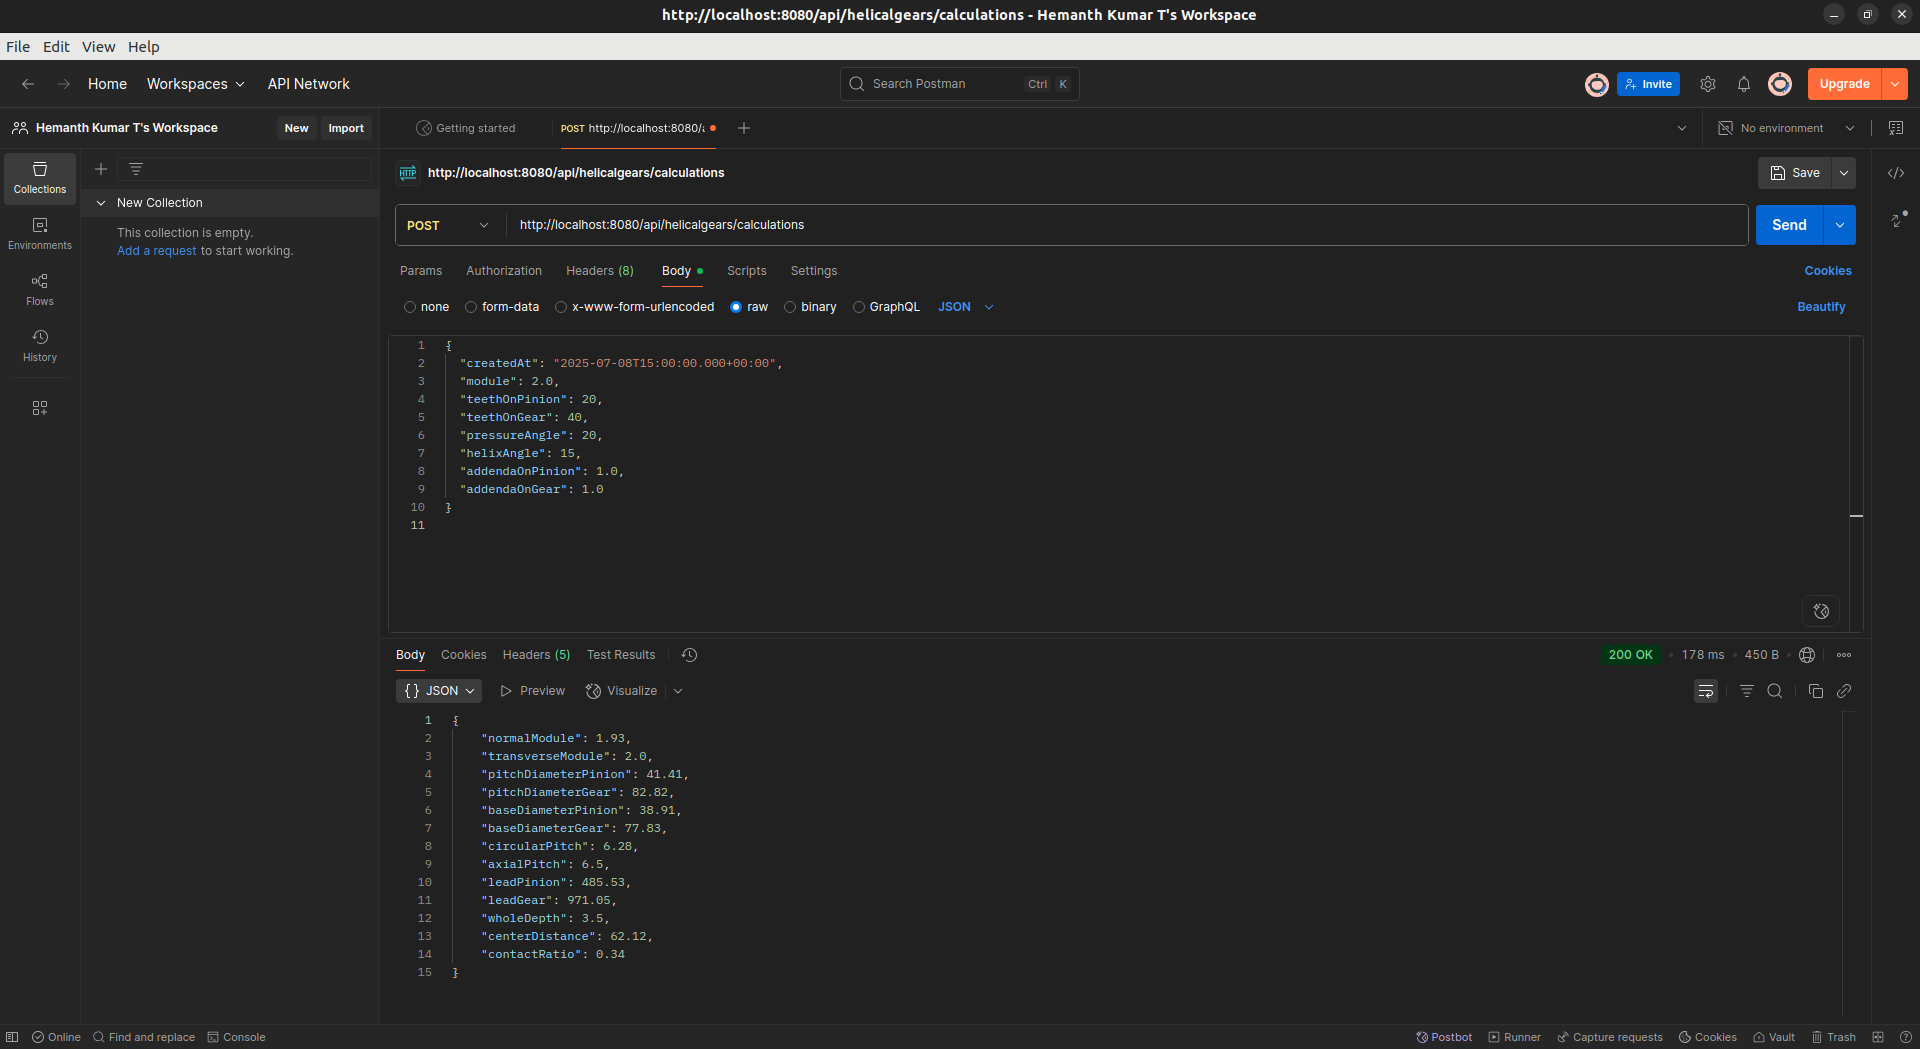 http://localhost:8080/api/helicalgears/calculations - Hemanth Kumar T's Workspace
File Edit View Help
Home Workspaces API Network
Search Postman Ctrl K
Invite
Upgrade
Hemanth Kumar T's Workspace
New Import
Getting started
POST http://localhost:8080/a
No environment
Collections
Environments
Flows
History
New Collection
This collection is empty.
Add a request to start working.
HTTP http://localhost:8080/api/helicalgears/calculations
Save
POST http://localhost:8080/api/helicalgears/calculations
Send
Params Authorization Headers (8) Body Scripts Settings
Cookies
none form-data x-www-form-urlencoded raw binary GraphQL JSON
Beautify
1 {
2 "createdAt": "2025-07-08T15:00:00.000+00:00",
3 "module": 2.0,
4 "teethOnPinion": 20,
5 "teethOnGear": 40,
6 "pressureAngle": 20,
7 "helixAngle": 15,
8 "addendaOnPinion": 1.0,
9 "addendaOnGear": 1.0
10 }
11
Body Cookies Headers (5) Test Results
200 OK • 178 ms • 450 B
{} JSON Preview Visualize
1 {
2 "normalModule": 1.93,
3 "transverseModule": 2.0,
4 "pitchDiameterPinion": 41.41,
5 "pitchDiameterGear": 82.82,
6 "baseDiameterPinion": 38.91,
7 "baseDiameterGear": 77.83,
8 "circularPitch": 6.28,
9 "axialPitch": 6.5,
10 "leadPinion": 485.53,
11 "leadGear": 971.05,
12 "wholeDepth": 3.5,
13 "centerDistance": 62.12,
14 "contactRatio": 0.34
15 }
Online Find and replace Console
Postbot Runner Capture requests Cookies Vault Trash